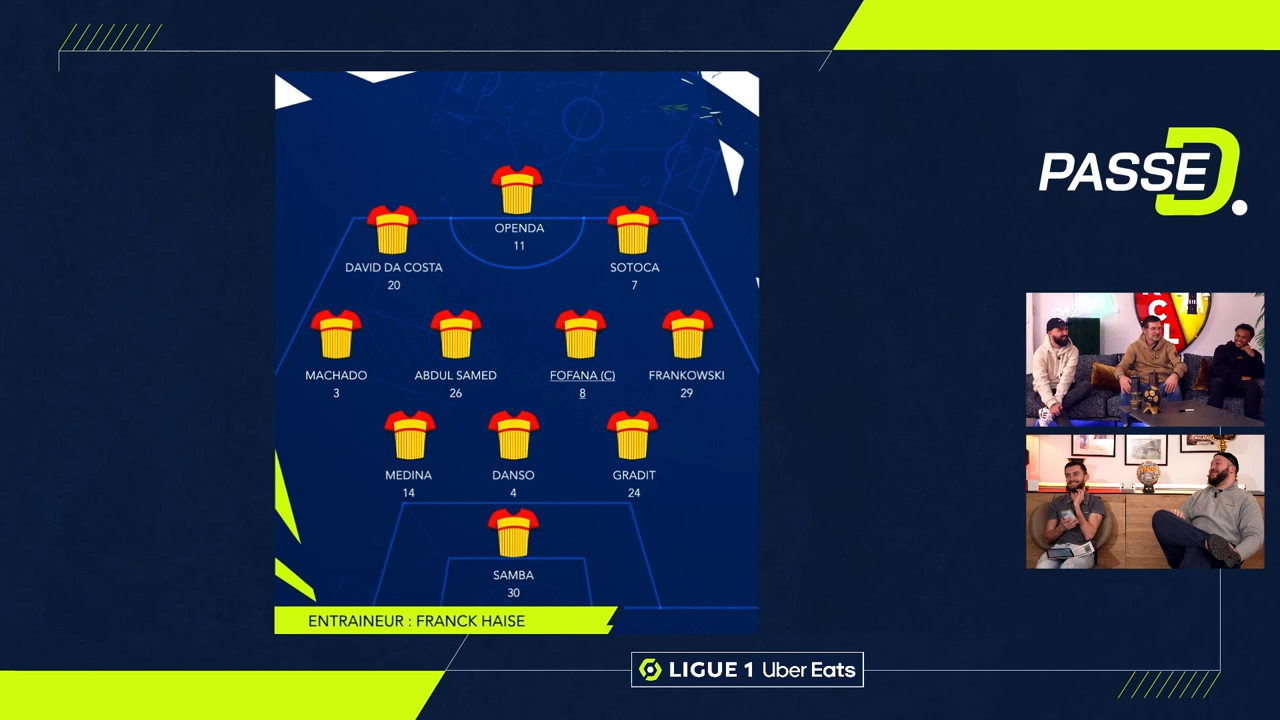 PASSE D.
OPENDA
11
DAVID DA COSTA
20
SOTOCA
7
MACHADO
3
ABDUL SAMED
26
FOFANA (C)
8
FRANKOWSKI
29
MEDINA
14
DANSO
4
GRADIT
24
SAMBA
30
ENTRAINEUR : FRANCK HAISE
C
L
LIGUE 1 Uber Eats